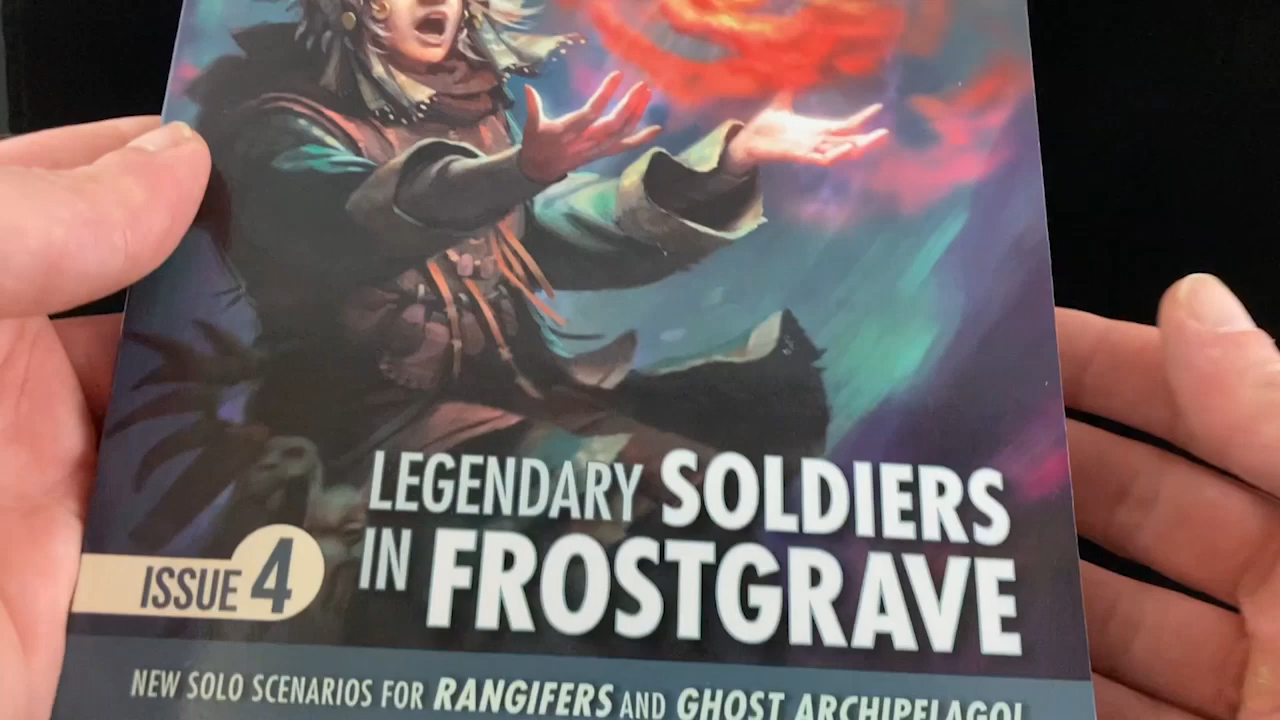 LEGENDARY SOLDIERS
IN FROSTGRAVE
ISSUE 4
NEW SOLO SCENARIOS FOR RANGIFERS AND GHOST ARCHIPELAGO!